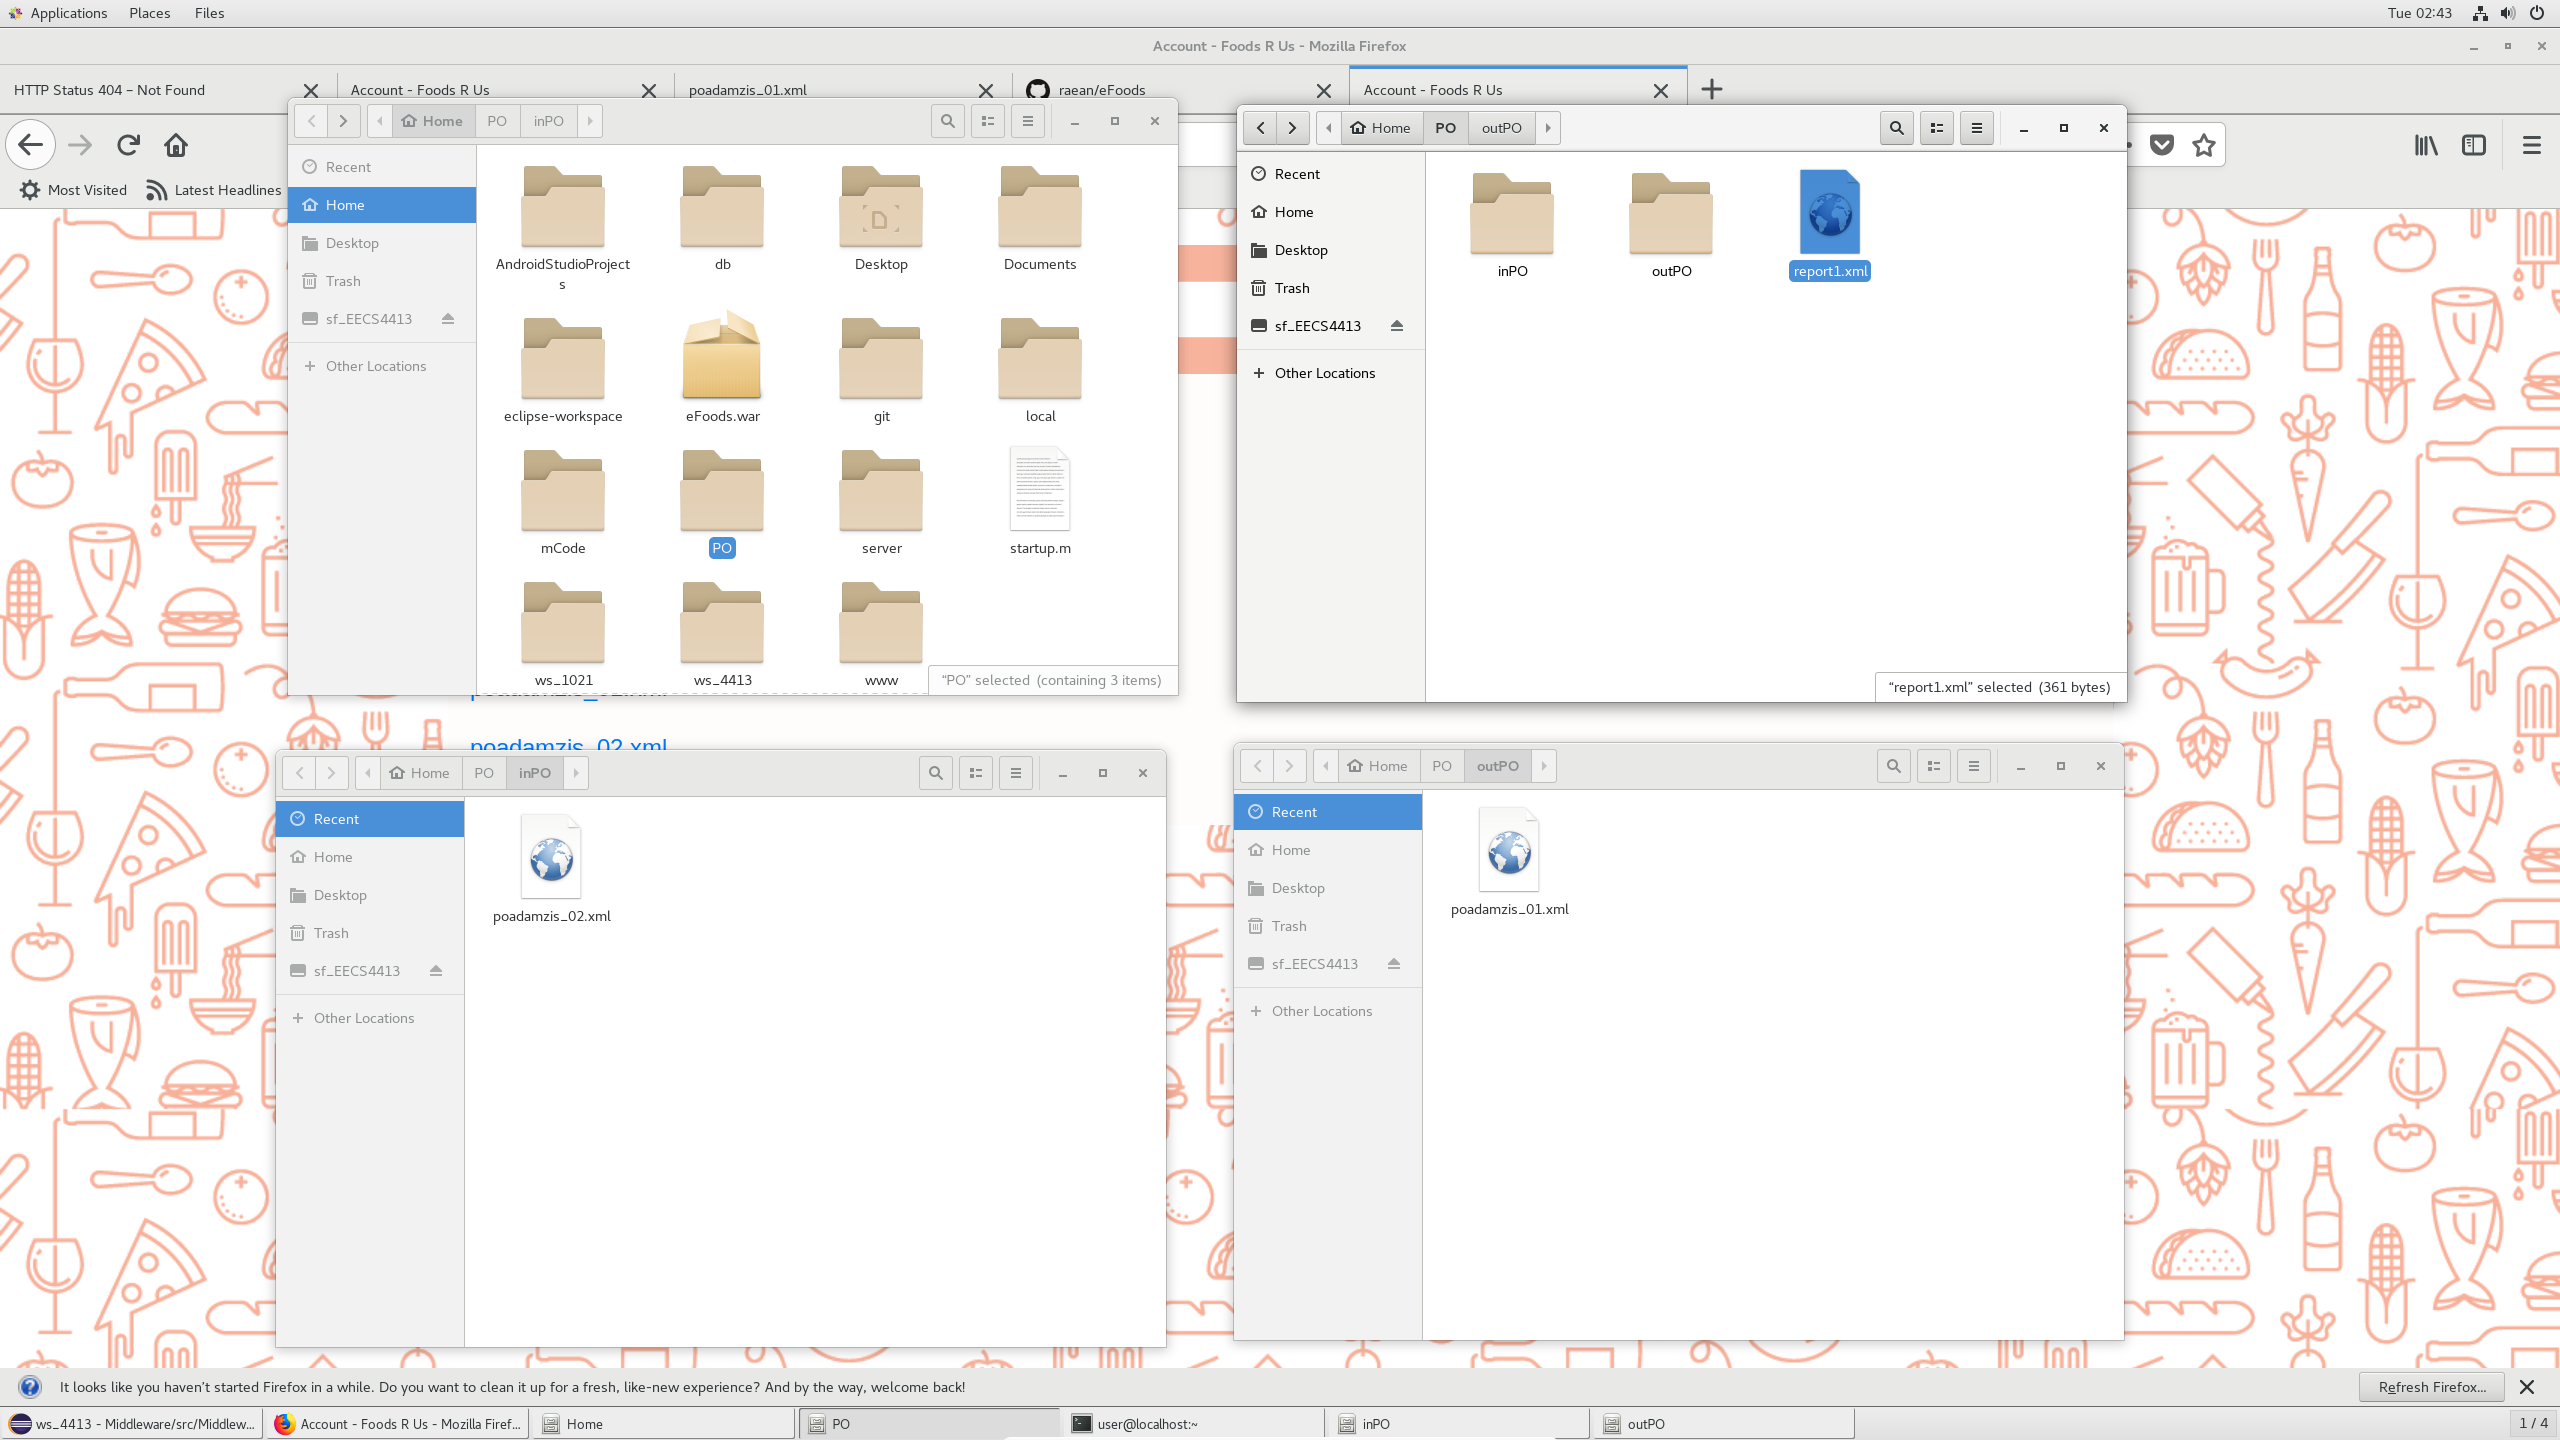 Applications Places Files Tue 02:43
Account - Foods R Us - Mozilla Firefox
HTTP Status 404 – Not Found Account - Foods R Us poadamzis_01.xml raean/eFoods Account - Foods R Us
Most Visited Latest Headlines
Home PO inPO
Recent
Home
Desktop
Trash
sf_EECS4413
Other Locations
AndroidStudioProjects db Desktop Documents
eclipse-workspace eFoods.war git local
mCode PO server startup.m
ws_1021 ws_4413 www
“PO” selected (containing 3 items)
Home PO outPO
Recent
Home
Desktop
Trash
sf_EECS4413
Other Locations
inPO outPO report1.xml
“report1.xml” selected (361 bytes)
poadamzis_02.xml
Home PO inPO
Recent
Home
Desktop
Trash
sf_EECS4413
Other Locations
poadamzis_02.xml
Home PO outPO
Recent
Home
Desktop
Trash
sf_EECS4413
Other Locations
poadamzis_01.xml
It looks like you haven’t started Firefox in a while. Do you want to clean it up for a fresh, like-new experience? And by the way, welcome back! Refresh Firefox...
ws_4413 - Middleware/src/Middlew... Account - Foods R Us - Mozilla Firef... Home PO user@localhost:~ inPO outPO 1 / 4